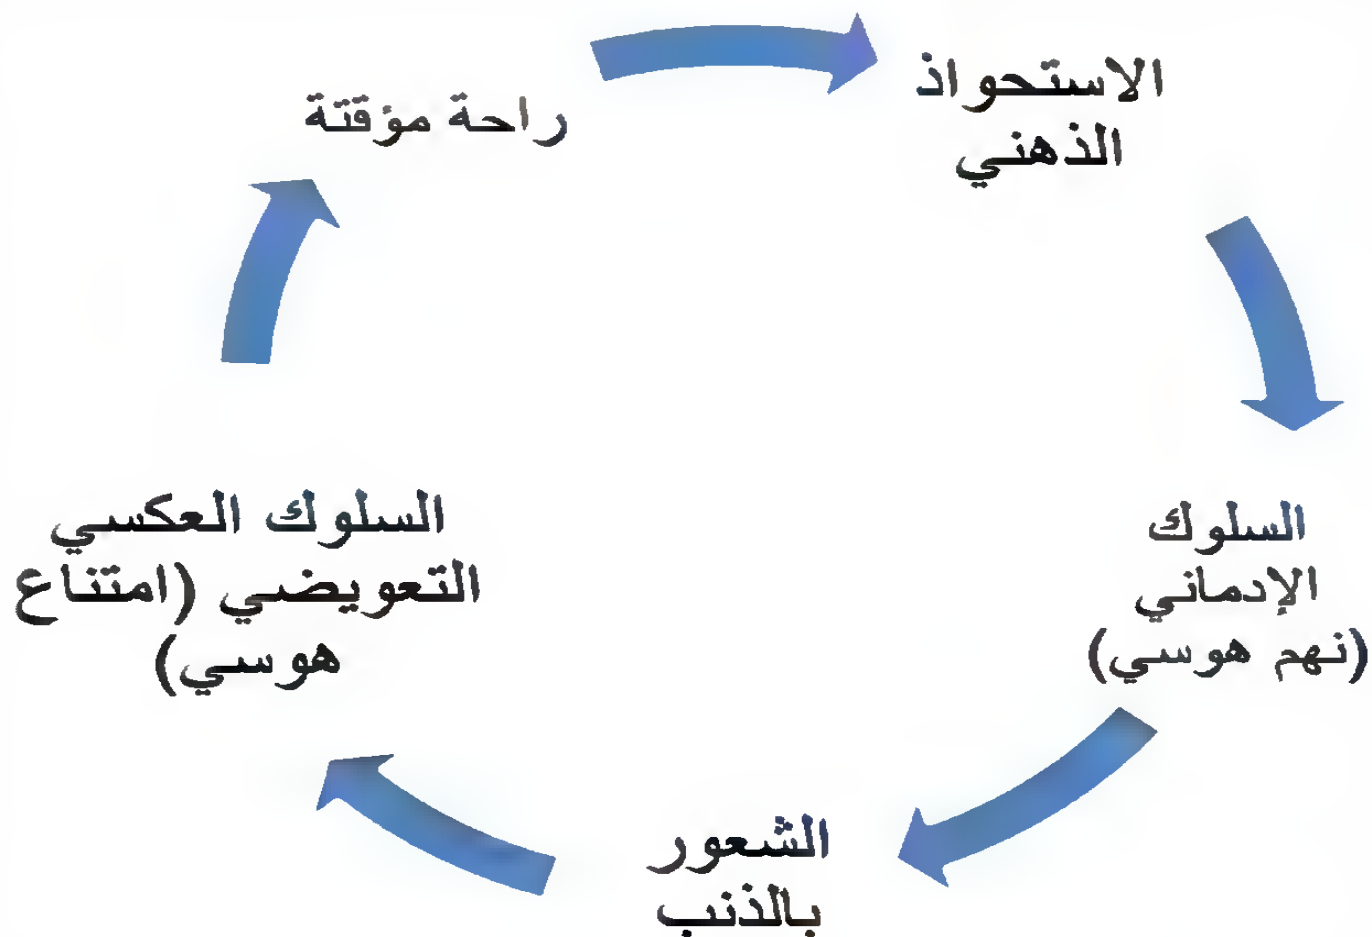 الاستحواذ
الذهني
السلوك
الإدماني
(نهم هوسي)
الشعور
بالذنب
السلوك العكسي
التعويضي (امتناع
هوسي)
راحة مؤقتة